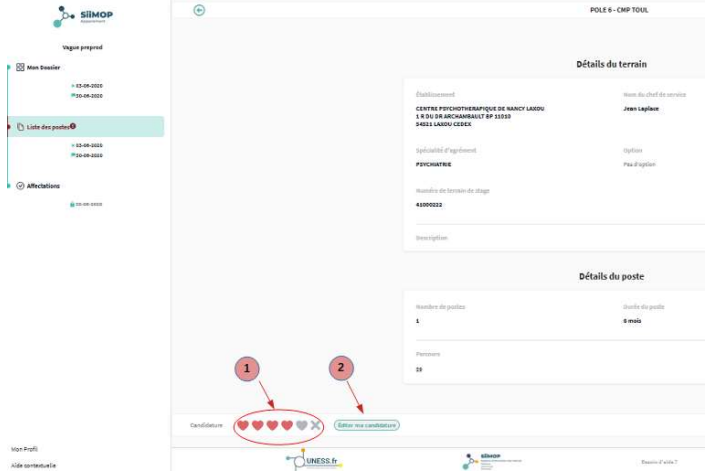 SiiMOP
Vague preprod
Mon Dossier
Liste des postes
Affectations
Mon Profil
Aide contextuelle
POLE 6 - CMP TOUL
Détails du terrain
Établissement
Nom du chef de service
CENTRE PSYCHOTHERAPIQUE DE NANCY LAXOU
Jean Laplace
1 R DU DR ARCHAMBAULT BP 11010
54521 LAXOU CEDEX
Spécialité d'agrément
Option
PSYCHIATRIE
Pas d'option
Numéro de terrain de stage
41000222
Description
Détails du poste
Nombre de postes
Durée du poste
1
6 mois
Parcours
1
2
Candidature
Éditer ma candidature
UNESS.fr
SiiMOP
Besoin d'aide ?